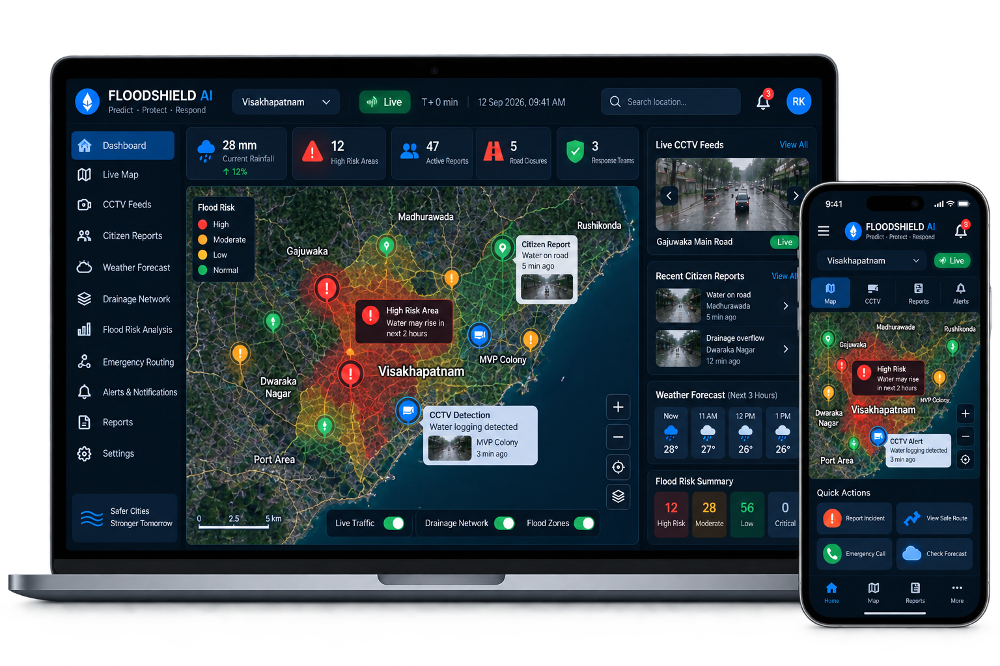 FLOODSHIELD AI
Predict • Protect • Respond
Visakhapatnam
Live
T+0 min
12 Sep 2026, 09:41 AM
Search location...
3
RK
Dashboard
Live Map
CCTV Feeds
Citizen Reports
Weather Forecast
Drainage Network
Flood Risk Analysis
Emergency Routing
Alerts & Notifications
Reports
Settings
Safer Cities
Stronger Tomorrow
28 mm
Current Rainfall
↑ 12%
12
High Risk Areas
47
Active Reports
5
Road Closures
3
Response Teams
Flood Risk
High
Moderate
Low
Normal
Madhurawada
Rushikonda
Gajuwaka
Citizen Report
Water on road
5 min ago
High Risk Area
Water may rise in
next 2 hours
MVP Colony
Visakhapatnam
Dwaraka
Nagar
CCTV Detection
Water logging detected
MVP Colony
3 min ago
Port Area
0 2.5 5 km
Live Traffic
Drainage Network
Flood Zones
Live CCTV Feeds
View All
Gajuwaka Main Road
Live
Recent Citizen Reports
View All
Water on road
Madhurawada
5 min ago
Drainage overflow
Dwaraka Nagar
12 min ago
Weather Forecast (Next 3 Hours)
Now 11 AM 12 PM 1 PM
28° 27° 26° 26°
Flood Risk Summary
12 28 56 0
High Risk Moderate Low Critical
9:41
FLOODSHIELD AI
Predict • Protect • Respond
3
Visakhapatnam
Live
Map CCTV Reports Alerts
Madhurawada
Rushikonda
Gajuwaka
High Risk
Water may rise
in next 2 hours
MVP Colony
Dwaraka
Nagar
Visakhapatnam
CCTV Alert
Water logging detected
3 min ago
Port Area
Quick Actions
Report Incident
View Safe Route
Emergency Call
Check Forecast
Home Map Reports More